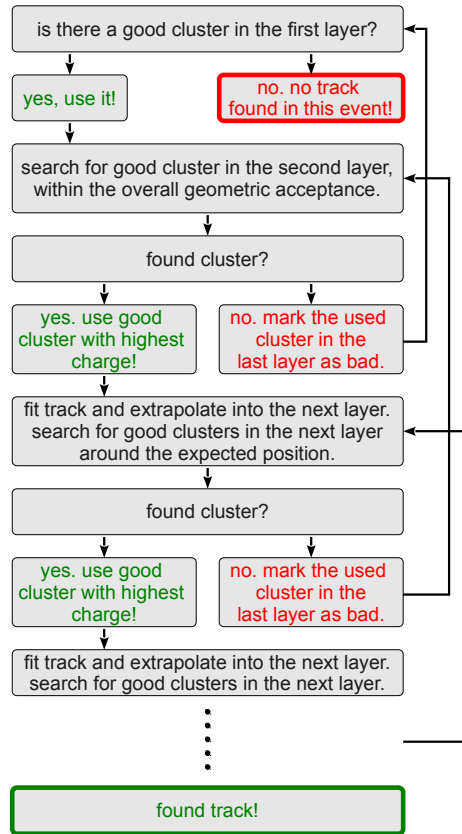 is there a good cluster in the first layer?
yes, use it!
no. no track
found in this event!
search for good cluster in the second layer,
within the overall geometric acceptance.
found cluster?
yes. use good
cluster with highest
charge!
no. mark the used
cluster in the
last layer as bad.
fit track and extrapolate into the next layer.
search for good clusters in the next layer
around the expected position.
found cluster?
yes. use good
cluster with highest
charge!
no. mark the used
cluster in the
last layer as bad.
fit track and extrapolate into the next layer.
search for good clusters in the next layer.
found track!